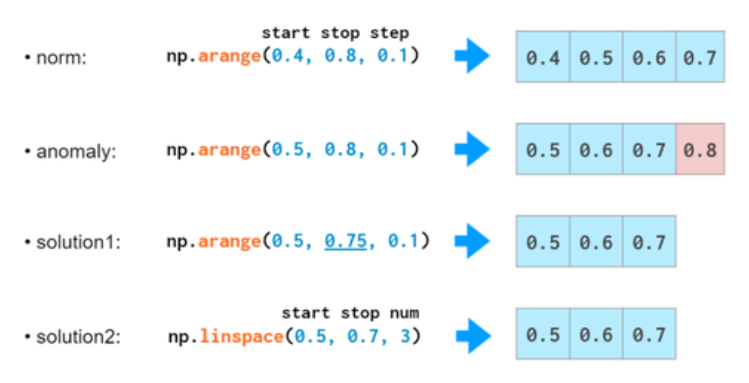 start stop step
• norm: np.arange(0.4, 0.8, 0.1) 0.4 0.5 0.6 0.7
• anomaly: np.arange(0.5, 0.8, 0.1) 0.5 0.6 0.7 0.8
• solution1: np.arange(0.5, 0.75, 0.1) 0.5 0.6 0.7
start stop num
• solution2: np.linspace(0.5, 0.7, 3) 0.5 0.6 0.7